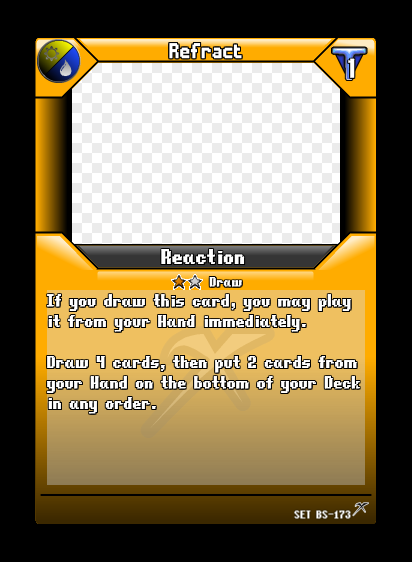 Refract
1
Reaction
Draw
If you draw this card, you may play
it from your Hand immediately.
Draw 4 cards, then put 2 cards from
your Hand on the bottom of your Deck
in any order.
SET BS-173